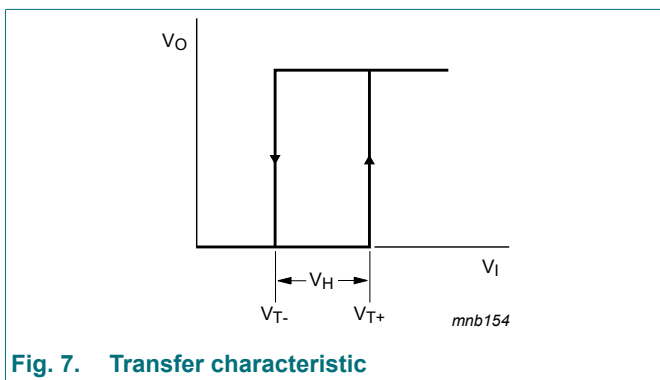 VO
VI
VH
VT-
VT+
mnb154
Fig. 7. Transfer characteristic